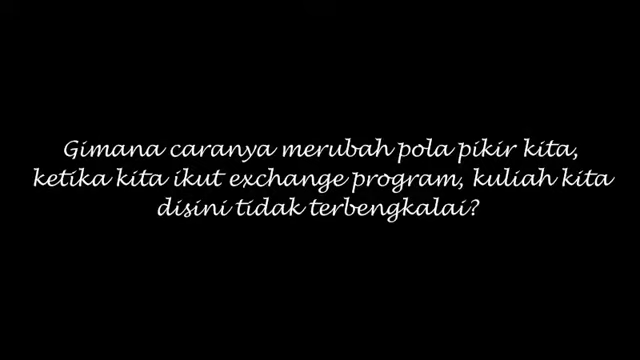 Gimana caranya merubah pola pikir kita,
ketika kita ikut exchange program, kuliah kita
disini tidak terbengkalai?